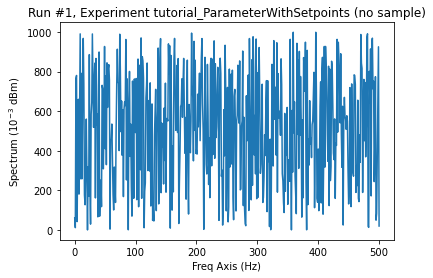 Run #1, Experiment tutorial_ParameterWithSetpoints (no sample)
1000
800
600
400
200
0
Spectrum (10⁻³ dBm)
0 100 200 300 400 500
Freq Axis (Hz)